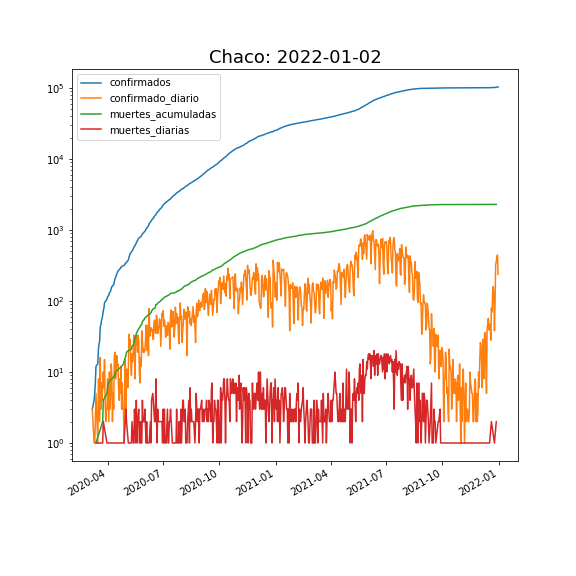 Chaco: 2022-01-02
confirmados
confirmado_diario
muertes_acumuladas
muertes_diarias
10^5
10^4
10^3
10^2
10^1
10^0
2020-04
2020-07
2020-10
2021-01
2021-04
2021-07
2021-10
2022-01